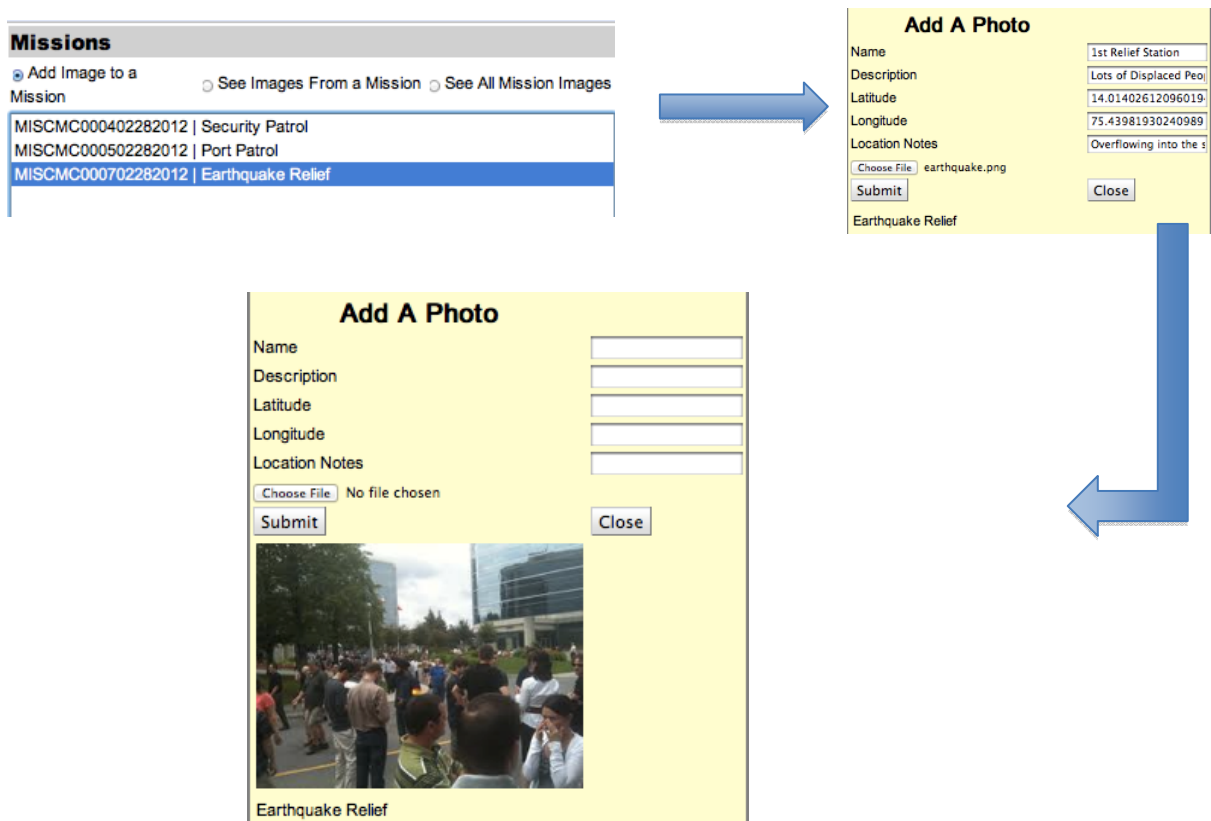 Missions
Add Image to a Mission
See Images From a Mission
See All Mission Images
MISCMC000402282012 | Security Patrol
MISCMC000502282012 | Port Patrol
MISCMC000702282012 | Earthquake Relief
Add A Photo
Name 1st Relief Station
Description Lots of Displaced Peo
Latitude 14.01402612096019
Longitude 75.43981930240989
Location Notes Overflowing into the s
Choose File earthquake.png
Submit Close
Earthquake Relief
Add A Photo
Name
Description
Latitude
Longitude
Location Notes
Choose File No file chosen
Submit Close
Earthquake Relief